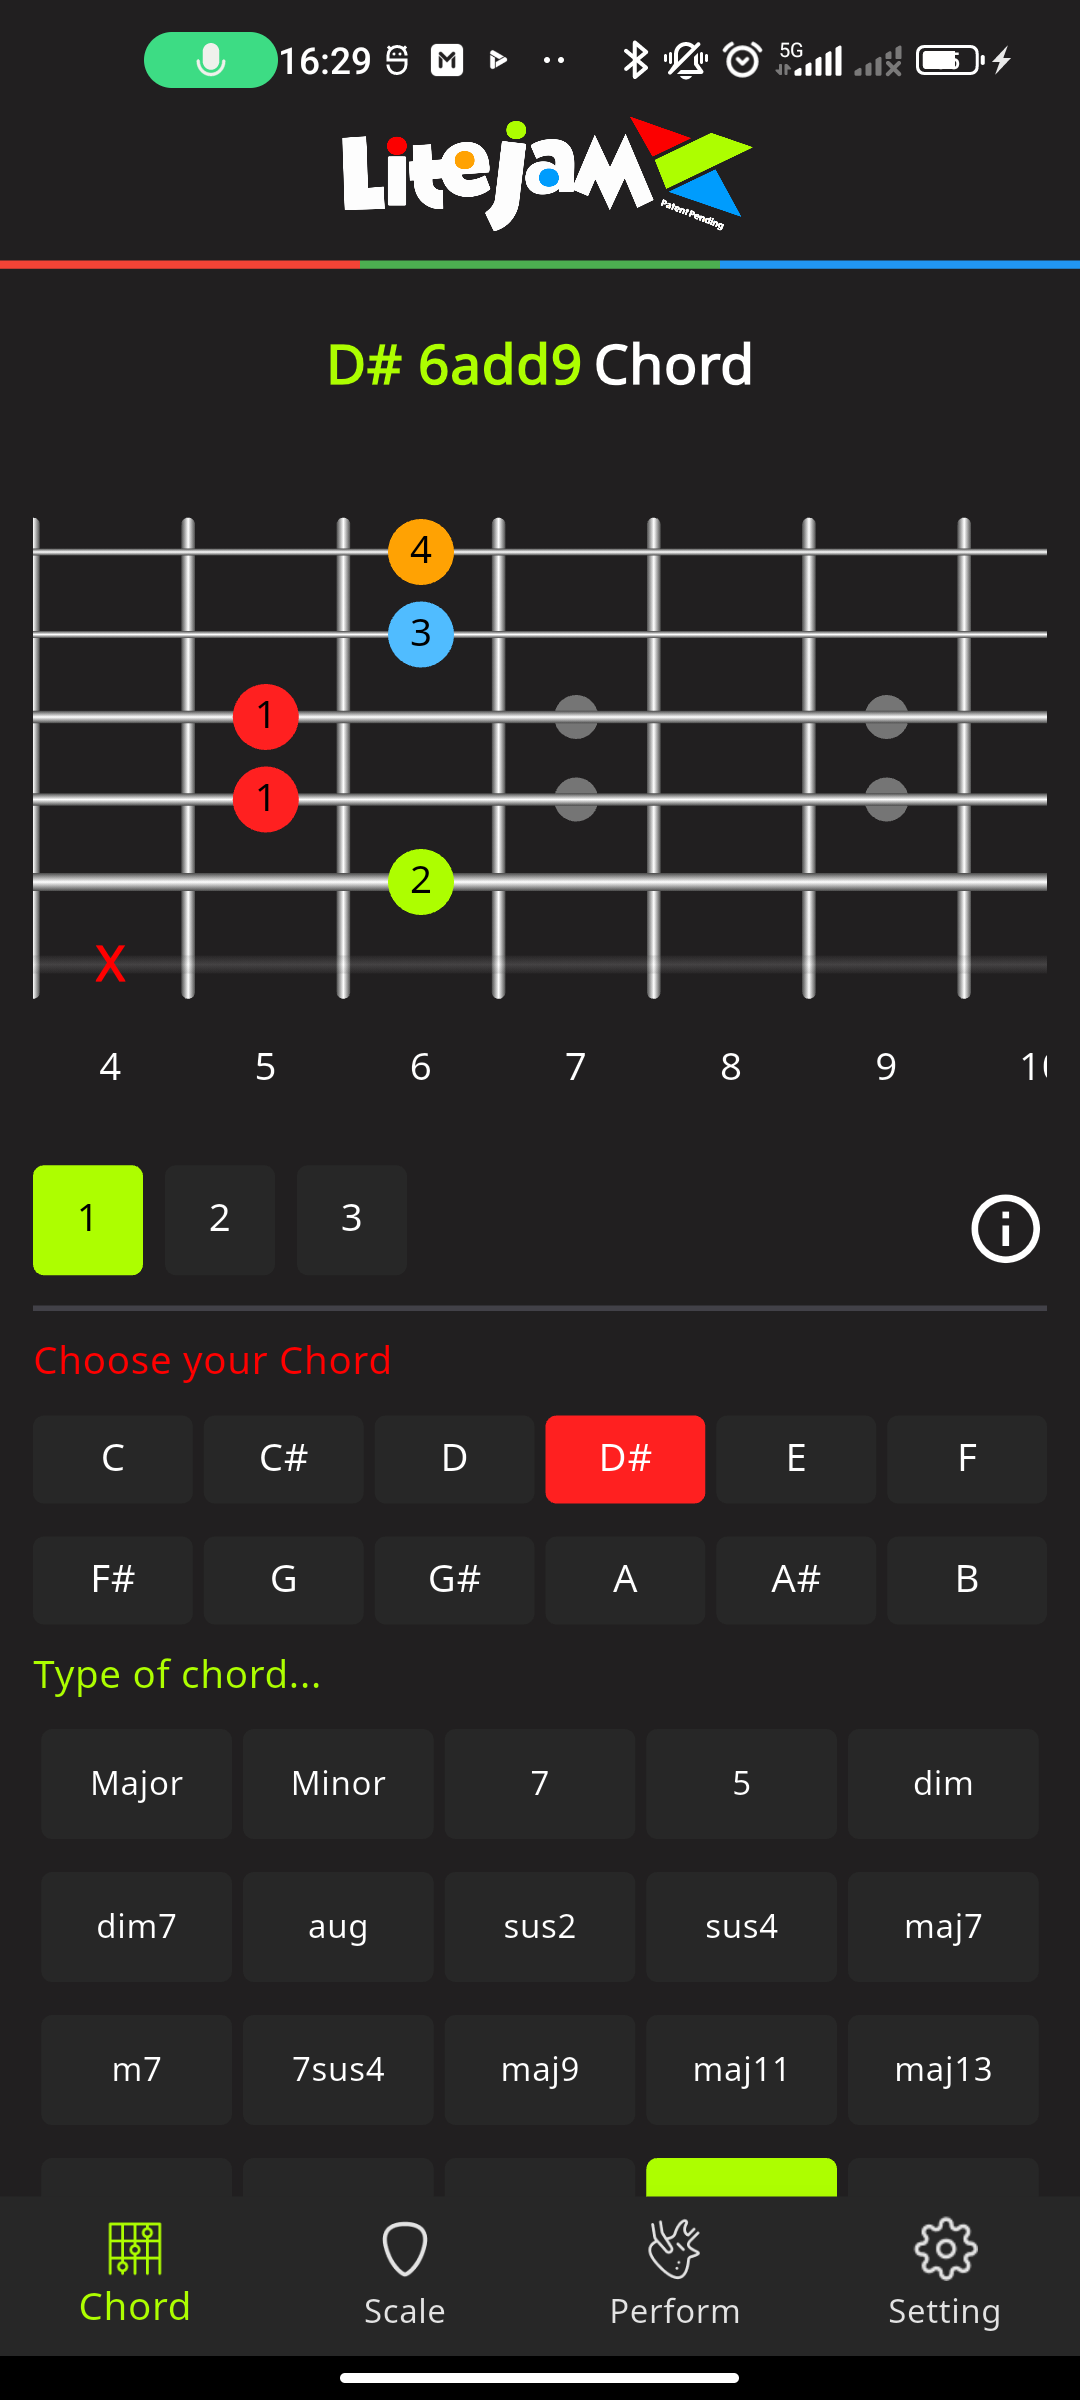 16:29 5G
Litejam
Patent Pending
D# 6add9 Chord
4
3
1
1
2
X
4 5 6 7 8 9
1 2 3
Choose your Chord
C C# D D# E F
F# G G# A A# B
Type of chord...
Major Minor 7 5 dim
dim7 aug sus2 sus4 maj7
m7 7sus4 maj9 maj11 maj13
Chord Scale Perform Setting